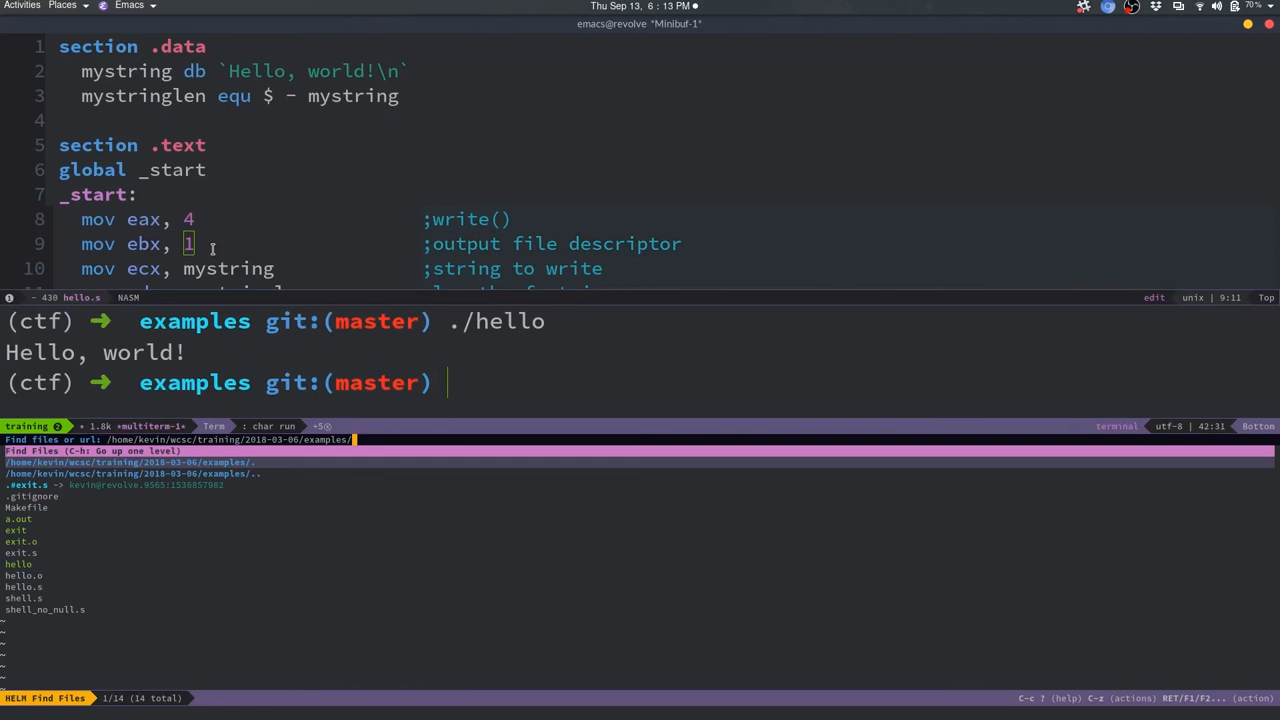 Activities Places Emacs Thu Sep 13, 6:13 PM 70%
emacs@revolve *Minibuf-1*
1 section .data
2 mystring db `Hello, world!\n`
3 mystringlen equ $ - mystring
4
5 section .text
6 global _start
7 _start:
8 mov eax, 4 ;write()
9 mov ebx, 1 ;output file descriptor
10 mov ecx, mystring ;string to write
- 430 hello.s NASM edit unix | 9:11 Top
(ctf) ➜ examples git:(master) ./hello
Hello, world!
(ctf) ➜ examples git:(master)
training 2 * 1.8k *multiterm-1* Term : char run terminal utf-8 | 42:31 Bottom
Find files or url: /home/kevin/wcsc/training/2018-03-06/examples/
Find Files (C-h: Go up one level)
/home/kevin/wcsc/training/2018-03-06/examples/.
/home/kevin/wcsc/training/2018-03-06/examples/..
.#exit.s -> kevin@revolve.9565:1536857982
.gitignore
Makefile
a.out
exit
exit.o
exit.s
hello
hello.o
hello.s
shell.s
shell_no_null.s
~
~
~
~
~
~
~
HELM Find Files 1/14 (14 total) C-c ? (help) C-z (actions) RET/F1/F2... (action)